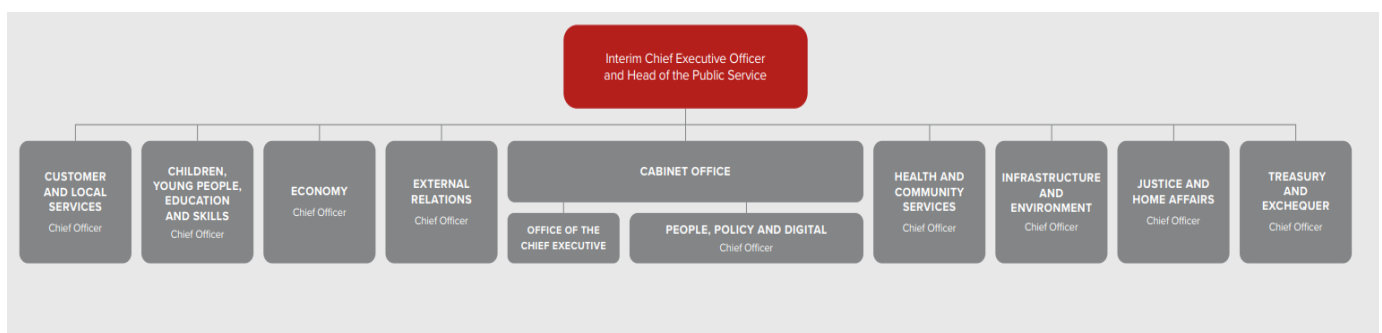 Interim Chief Executive Officer
and Head of the Public Service
CUSTOMER
AND LOCAL
SERVICES
Chief Officer
CHILDREN,
YOUNG PEOPLE,
EDUCATION
AND SKILLS
Chief Officer
ECONOMY
Chief Officer
EXTERNAL
RELATIONS
Chief Officer
CABINET OFFICE
OFFICE OF THE
CHIEF EXECUTIVE
PEOPLE, POLICY AND DIGITAL
Chief Officer
HEALTH AND
COMMUNITY
SERVICES
Chief Officer
INFRASTRUCTURE
AND
ENVIRONMENT
Chief Officer
JUSTICE AND
HOME AFFAIRS
Chief Officer
TREASURY
AND
EXCHEQUER
Chief Officer